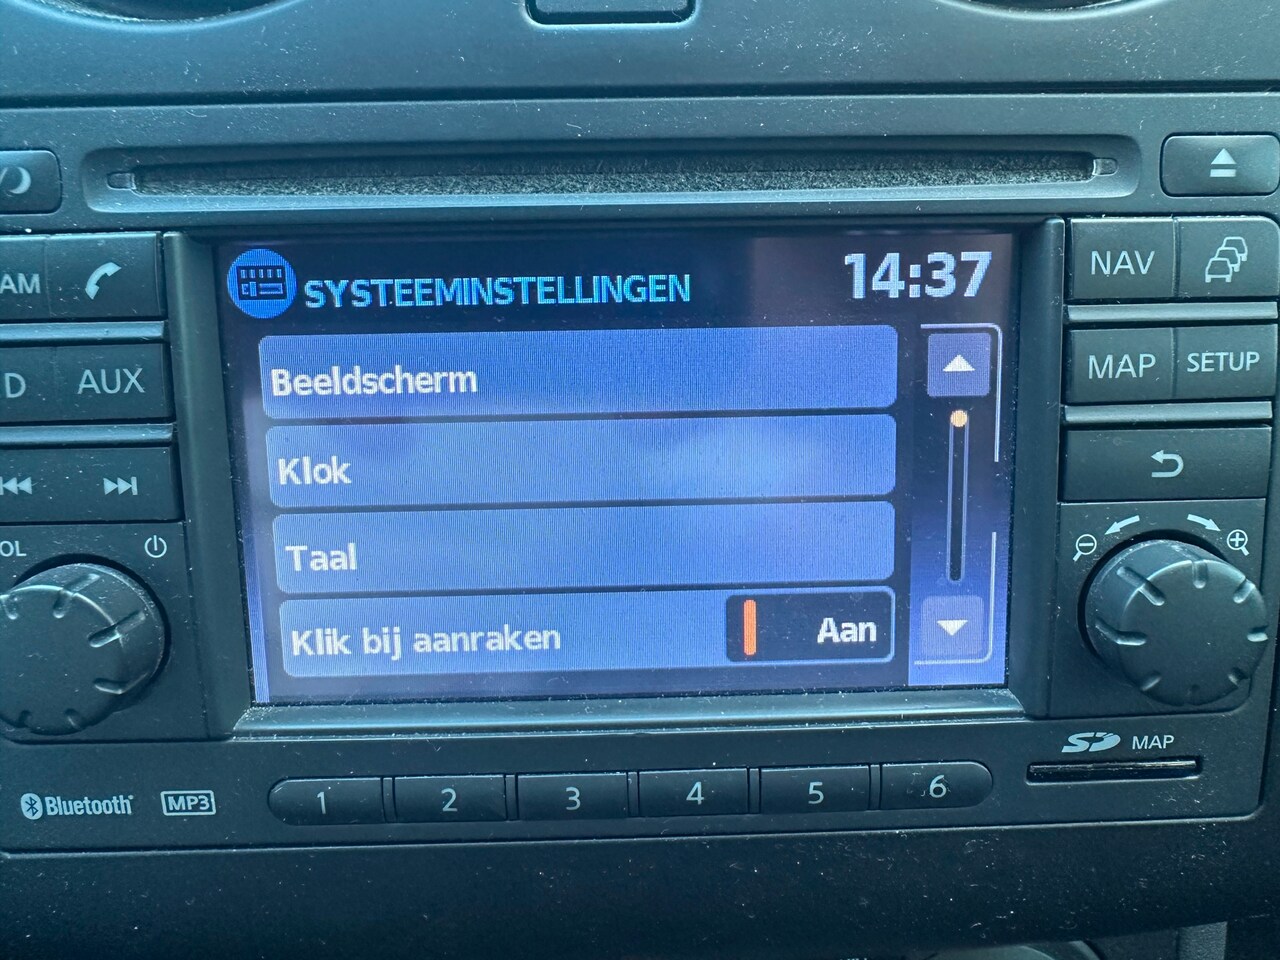 SYSTEEMINSTELLINGEN 14:37
Beeldscherm
Klok
Taal
Klik bij aanraken Aan
AM
D AUX
OL
NAV
MAP SETUP
SD MAP
Bluetooth MP3 1 2 3 4 5 6